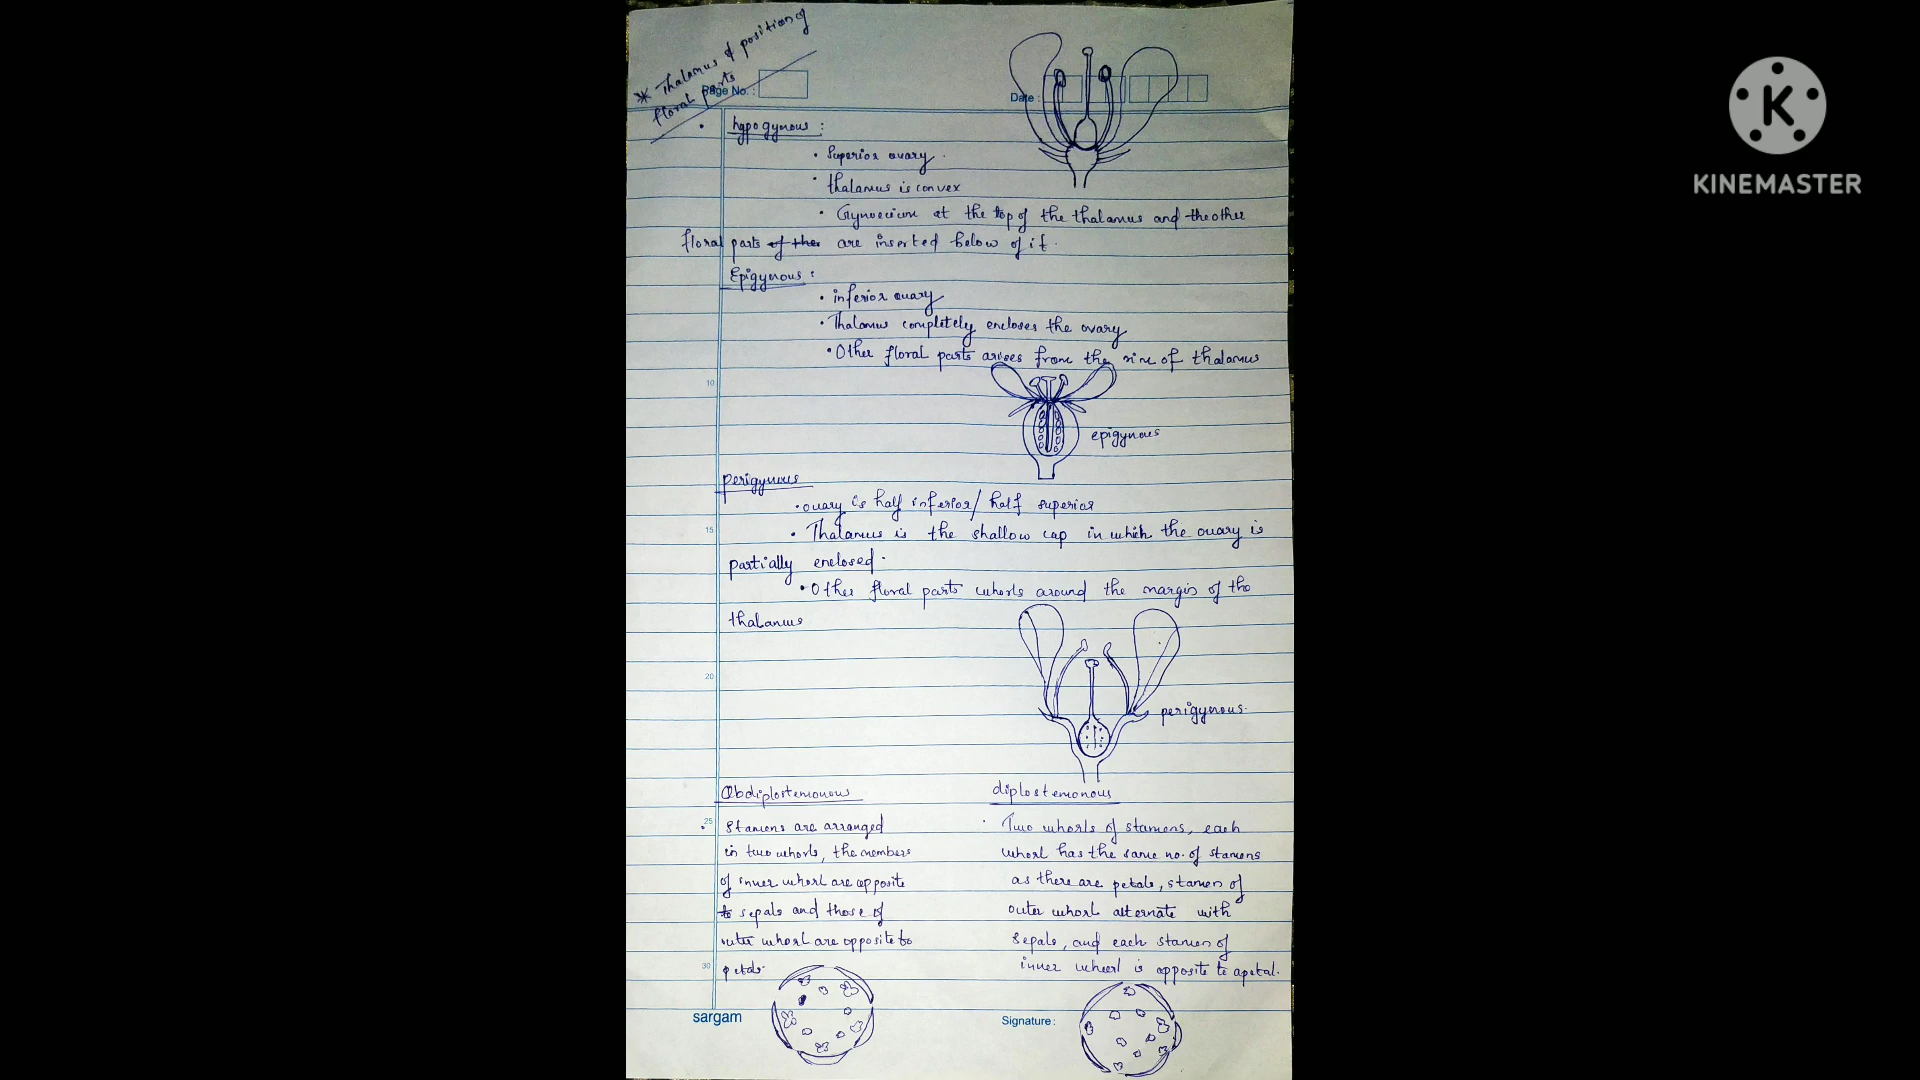 * Thalamus & position of
floral parts
Page No. :
Date :
hypogynous :
• Superior ovary .
• thalamus is convex
• Gynoecium at the top of the thalamus and the other
floral parts of the are inserted below of it .
Epigynous :
• inferior ovary
• Thalamus completely encloses the ovary
• Other floral parts arises from the rim of thalamus
10
epigynous
perigynous
• ovary is half inferior/ half superior
15
• Thalamus is the shallow cap in which the ovary is
partially enclosed .
• Other floral parts whorls around the margin of the
thalamus
20
perigynous .
Obdiplostemonous
diplostemonous
25
• Stamens are arranged
in two whorls, the members
of inner whorl are opposite
to sepals and those of
outer whorl are opposite to
30
petals .
• Two whorls of stamens, each
whorl has the same no. of stamens
as there are petals, stamen of
outer whorl alternate with
sepals, and each stamen of
inner whorl is opposite to a petal.
sargam
Signature :
K
KINEMASTER